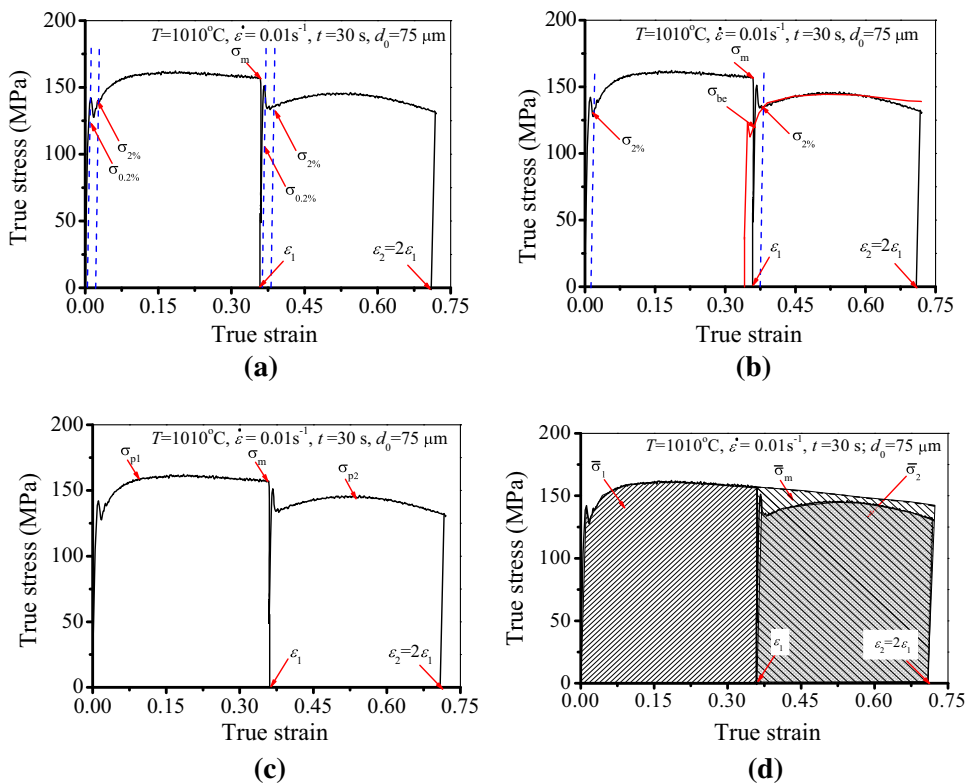 T=1010°C, ε̇= 0.01s⁻¹, t =30 s, d₀=75 μm
200
σₘ
150
100
σ₂%
σ₀.₂%
σ₂%
σ₀.₂%
50
ε₁
ε₂=2ε₁
0
0.00 0.15 0.30 0.45 0.60 0.75
True stress (MPa)
True strain
(a)
T=1010°C, ε̇= 0.01s⁻¹, t =30 s, d₀=75 μm
200
σₘ
150
σbe
100
σ₂%
σ₂%
50
ε₁
ε₂=2ε₁
0
0.00 0.15 0.30 0.45 0.60 0.75
True stress (MPa)
True strain
(b)
T=1010°C, ε̇= 0.01s⁻¹, t =30 s, d₀=75 μm
200
σp1
σₘ
σp2
150
100
50
ε₁
ε₂=2ε₁
0
0.00 0.15 0.30 0.45 0.60 0.75
True stress (MPa)
True strain
(c)
T=1010°C, ε̇= 0.01s⁻¹, t =30 s; d₀=75 μm
200
σ̅₁
σ̅ₘ
σ̅₂
150
100
50
ε₁
ε₂=2ε₁
0
0.00 0.15 0.30 0.45 0.60 0.75
True stress (MPa)
True strain
(d)